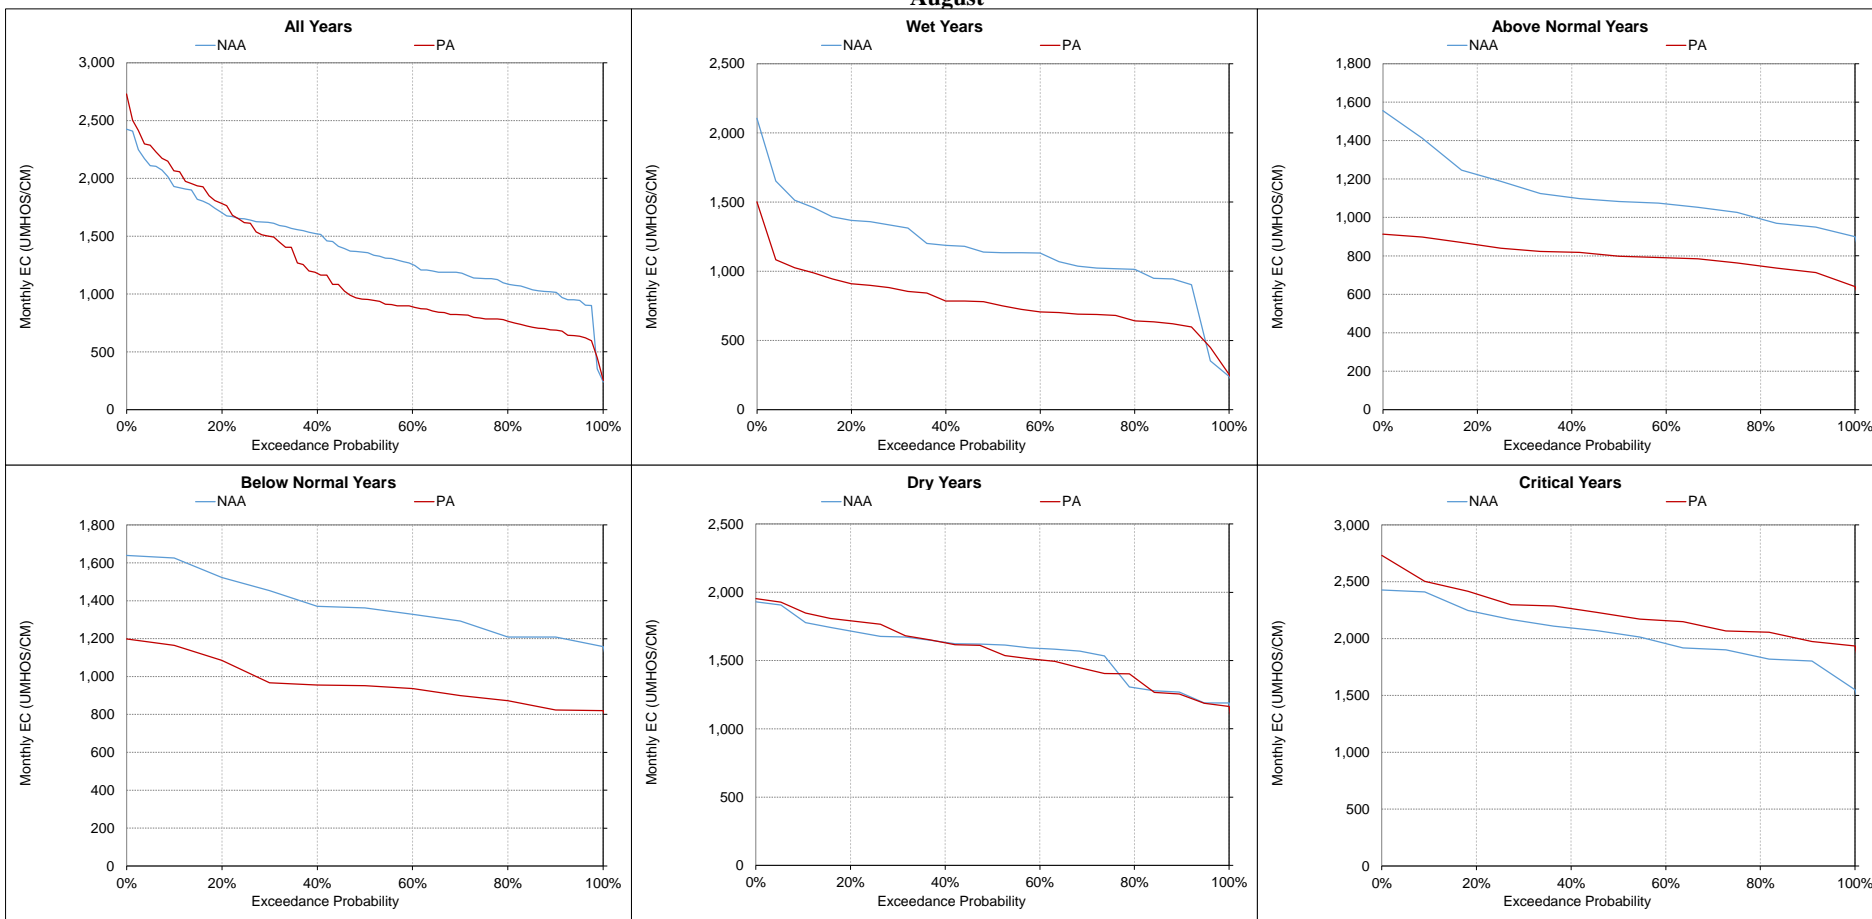 August
All Years
NAA PA
3,000
2,500
2,000
1,500
1,000
500
0
Monthly EC (UMHOS/CM)
0% 20% 40% 60% 80% 100%
Exceedance Probability
Wet Years
NAA PA
2,500
2,000
1,500
1,000
500
0
Monthly EC (UMHOS/CM)
0% 20% 40% 60% 80% 100%
Exceedance Probability
Above Normal Years
NAA PA
1,800
1,600
1,400
1,200
1,000
800
600
400
200
0
Monthly EC (UMHOS/CM)
0% 20% 40% 60% 80% 100%
Exceedance Probability
Below Normal Years
NAA PA
1,800
1,600
1,400
1,200
1,000
800
600
400
200
0
Monthly EC (UMHOS/CM)
0% 20% 40% 60% 80% 100%
Exceedance Probability
Dry Years
NAA PA
2,500
2,000
1,500
1,000
500
0
Monthly EC (UMHOS/CM)
0% 20% 40% 60% 80% 100%
Exceedance Probability
Critical Years
NAA PA
3,000
2,500
2,000
1,500
1,000
500
0
Monthly EC (UMHOS/CM)
0% 20% 40% 60% 80% 100%
Exceedance Probability